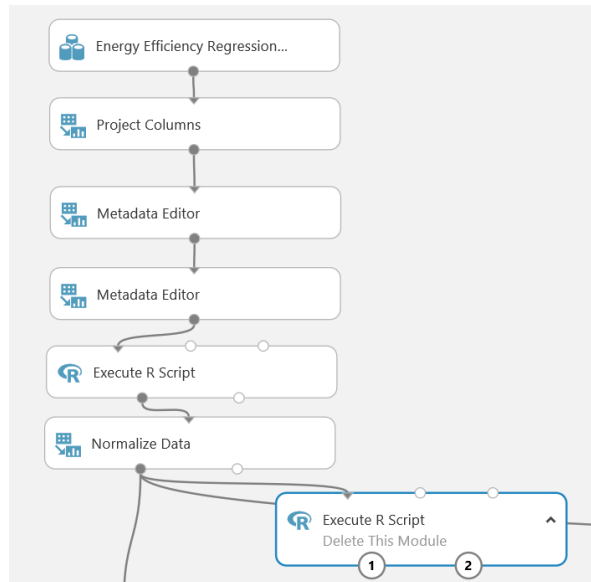 Energy Efficiency Regression...
Project Columns
Metadata Editor
Metadata Editor
Execute R Script
Normalize Data
Execute R Script
Delete This Module
1
2